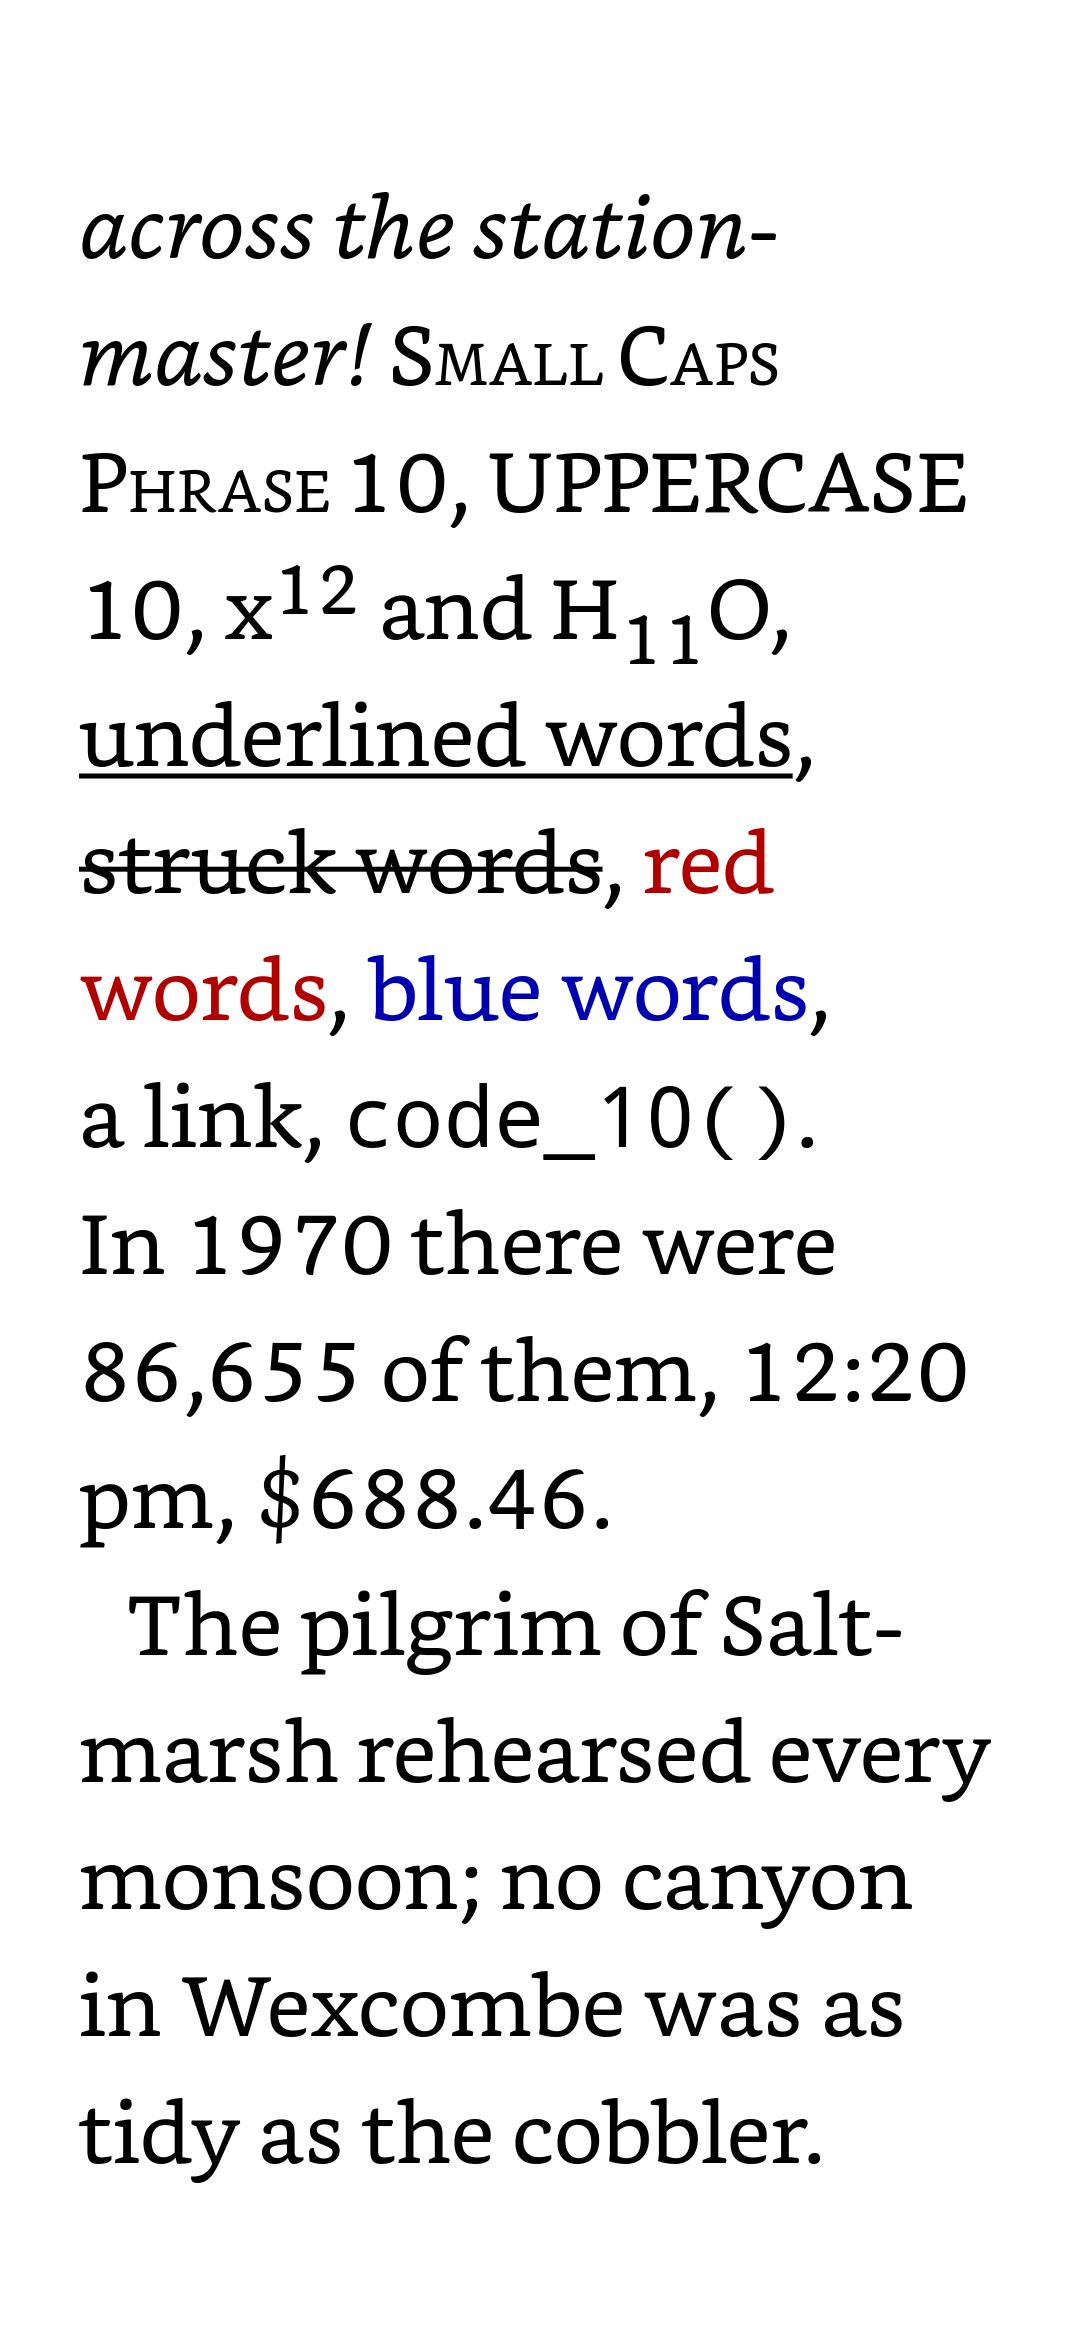 across the station-
master! Small Caps
Phrase 10, UPPERCASE
10, x¹² and H₁₁O,
underlined words,
struck words, red
words, blue words,
a link, code_10().
In 1970 there were
86,655 of them, 12:20
pm, $688.46.
The pilgrim of Salt-
marsh rehearsed every
monsoon; no canyon
in Wexcombe was as
tidy as the cobbler.